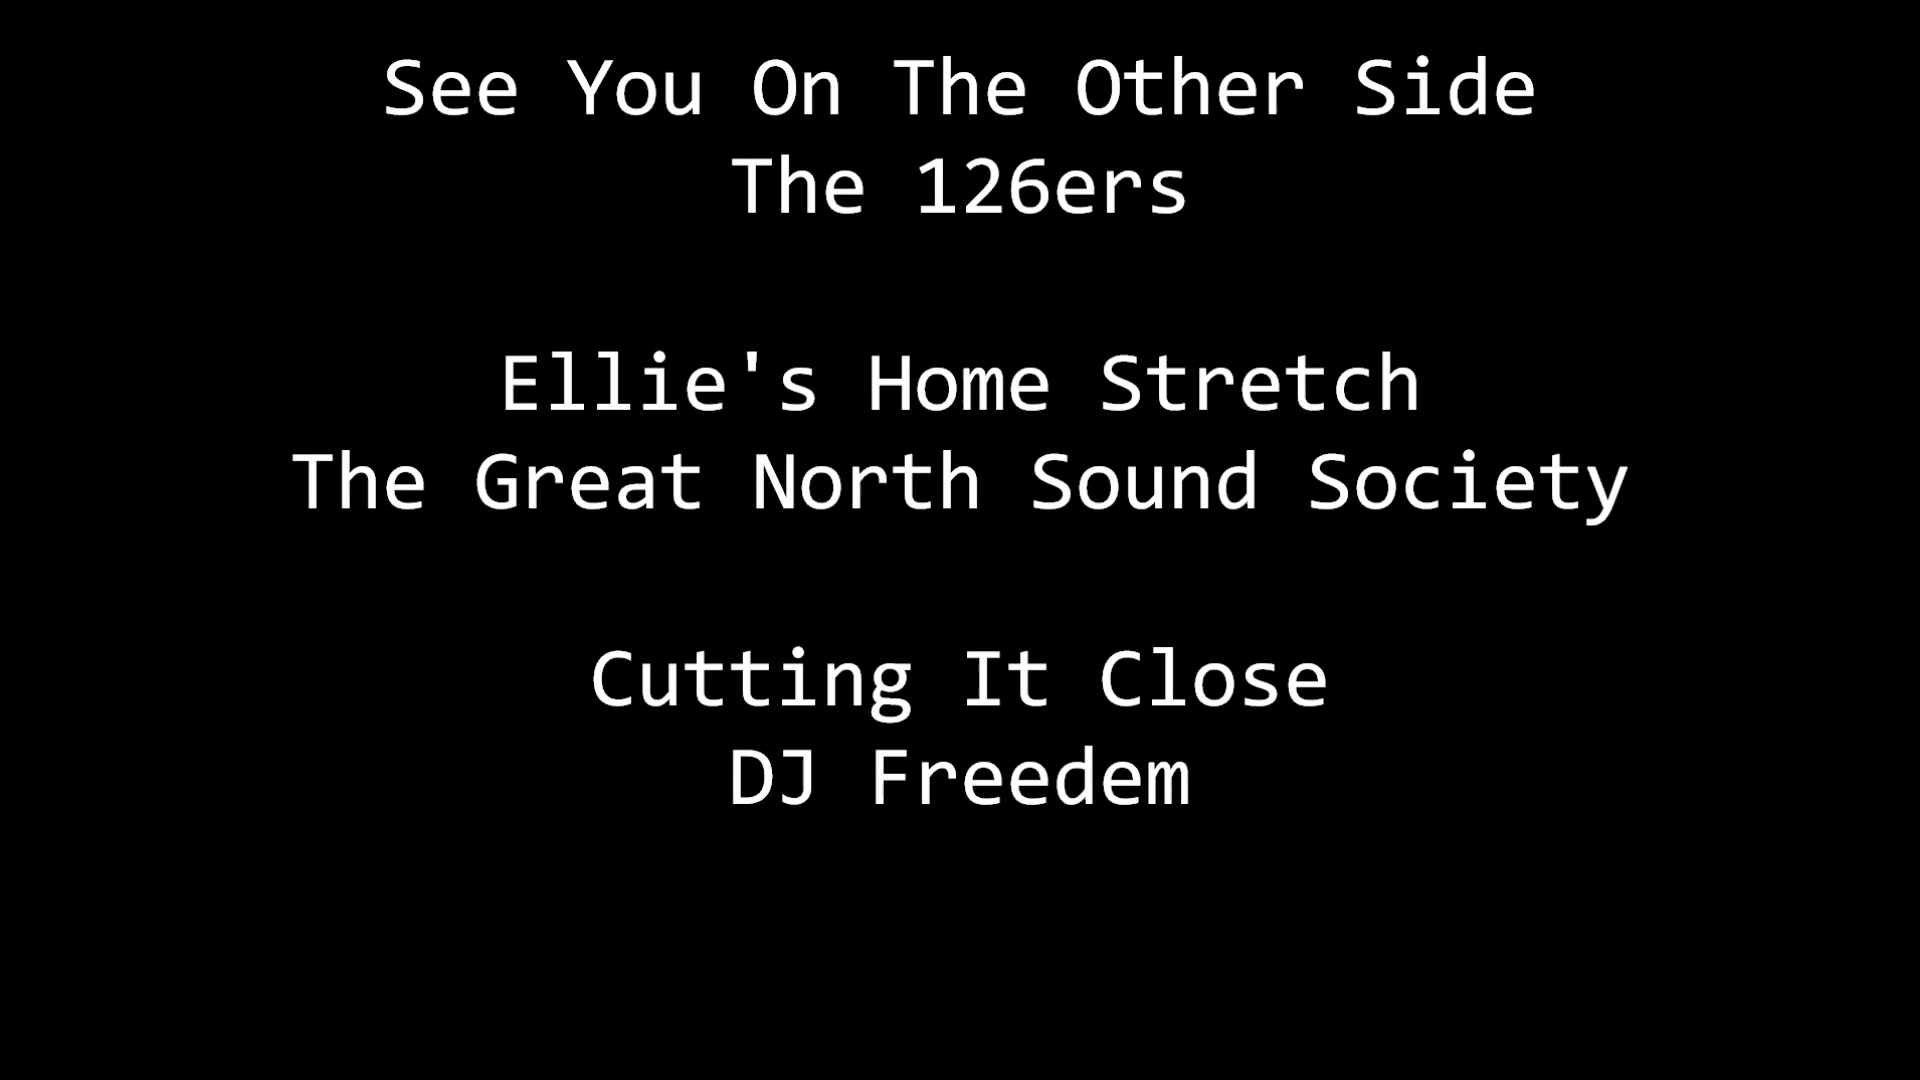 See You On The Other Side
The 126ers
Ellie's Home Stretch
The Great North Sound Society
Cutting It Close
DJ Freedem